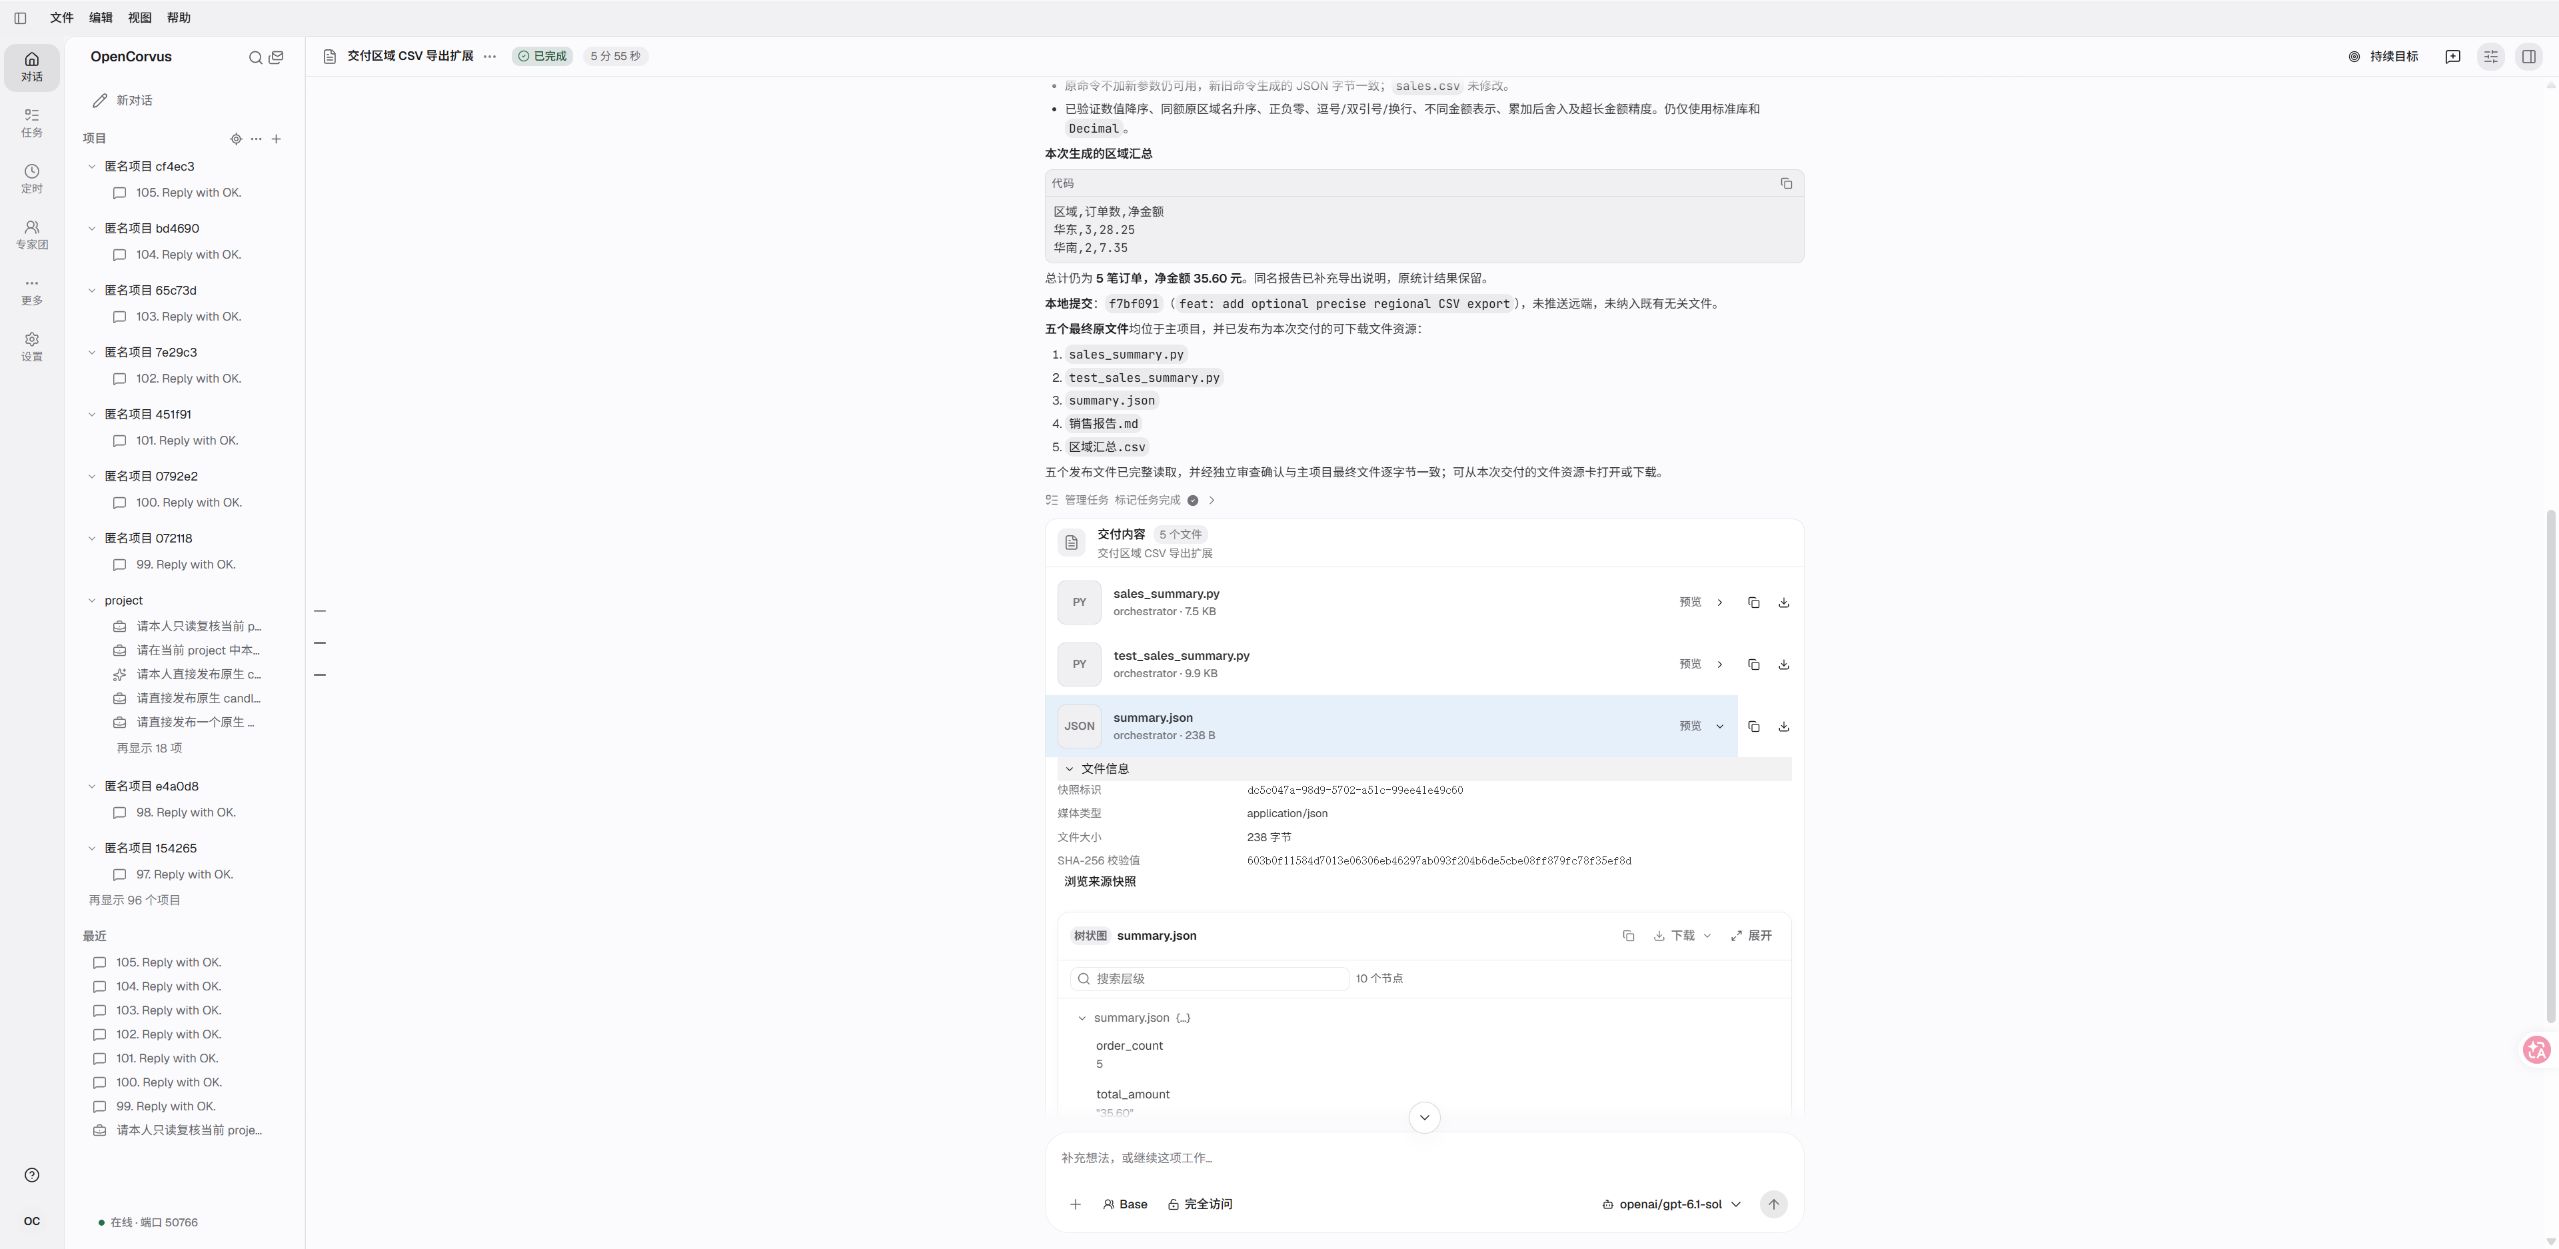 文件 编辑 视图 帮助
对话
任务
定时
专家团
更多
设置
OC
OpenCorvus
新对话
项目
匿名项目 cf4ec3
105. Reply with OK.
匿名项目 bd4690
104. Reply with OK.
匿名项目 65c73d
103. Reply with OK.
匿名项目 7e29c3
102. Reply with OK.
匿名项目 451f91
101. Reply with OK.
匿名项目 0792e2
100. Reply with OK.
匿名项目 072118
99. Reply with OK.
project
请本人只读复核当前 p...
请在当前 project 中本...
请本人直接发布原生 c...
请直接发布原生 candi...
请直接发布一个原生 ...
再显示 18 项
匿名项目 e4a0d8
98. Reply with OK.
匿名项目 154265
97. Reply with OK.
再显示 96 个项目
最近
105. Reply with OK.
104. Reply with OK.
103. Reply with OK.
102. Reply with OK.
101. Reply with OK.
100. Reply with OK.
99. Reply with OK.
请本人只读复核当前 proje...
在线 · 端口 50766
交付区域 CSV 导出扩展 ··· 已完成 5 分 55 秒
持续目标
• 原命令不加新参数仍可用，新旧命令生成的 JSON 字节一致；sales.csv 未修改。
• 已验证数值降序、同额原区域名升序、正负零、逗号/双引号/换行、不同金额表示、累加后舍入及超长金额精度。仍仅使用标准库和
Decimal。
本次生成的区域汇总
代码
区域,订单数,净金额
华东,3,28.25
华南,2,7.35
总计仍为 5 笔订单，净金额 35.60 元。同名报告已补充导出说明，原统计结果保留。
本地提交： f7bf091 （feat: add optional precise regional CSV export），未推送远端，未纳入既有无关文件。
五个最终原文件均位于主项目，并已发布为本次交付的可下载文件资源：
1. sales_summary.py
2. test_sales_summary.py
3. summary.json
4. 销售报告.md
5. 区域汇总.csv
五个发布文件已完整读取，并经独立审查确认与主项目最终文件逐字节一致；可从本次交付的文件资源卡打开或下载。
管理任务 标记任务完成
交付内容 5 个文件
交付区域 CSV 导出扩展
PY
sales_summary.py
orchestrator · 7.5 KB
预览
PY
test_sales_summary.py
orchestrator · 9.9 KB
预览
JSON
summary.json
orchestrator · 238 B
预览
文件信息
快照标识 dc5c047a-98d9-5702-a51c-99ee41e49c60
媒体类型 application/json
文件大小 238 字节
SHA-256 校验值 603b0f11584d7013e06306eb46297ab093f204b6de5cbe08ff879fc78f35ef8d
浏览来源快照
树状图 summary.json
下载
展开
搜索层级
10 个节点
summary.json {...}
order_count
5
total_amount
"35.60"
补充想法，或继续这项工作...
Base 完全访问
openai/gpt-6.1-sol